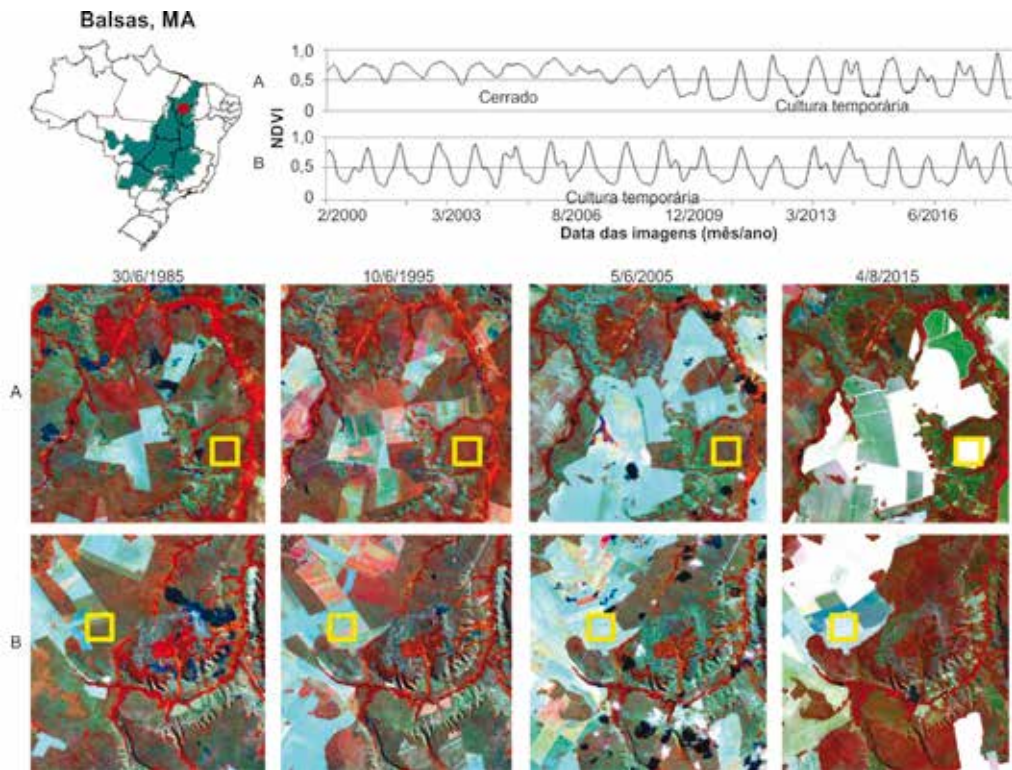 Balsas, MA
A
NDVI
1,0
0,5
0
Cerrado
Cultura temporária
B
1,0
0,5
0
Cultura temporária
2/2000 3/2003 8/2006 12/2009 3/2013 6/2016
Data das imagens (mês/ano)
30/6/1985 10/6/1995 5/6/2005 4/8/2015
A
B